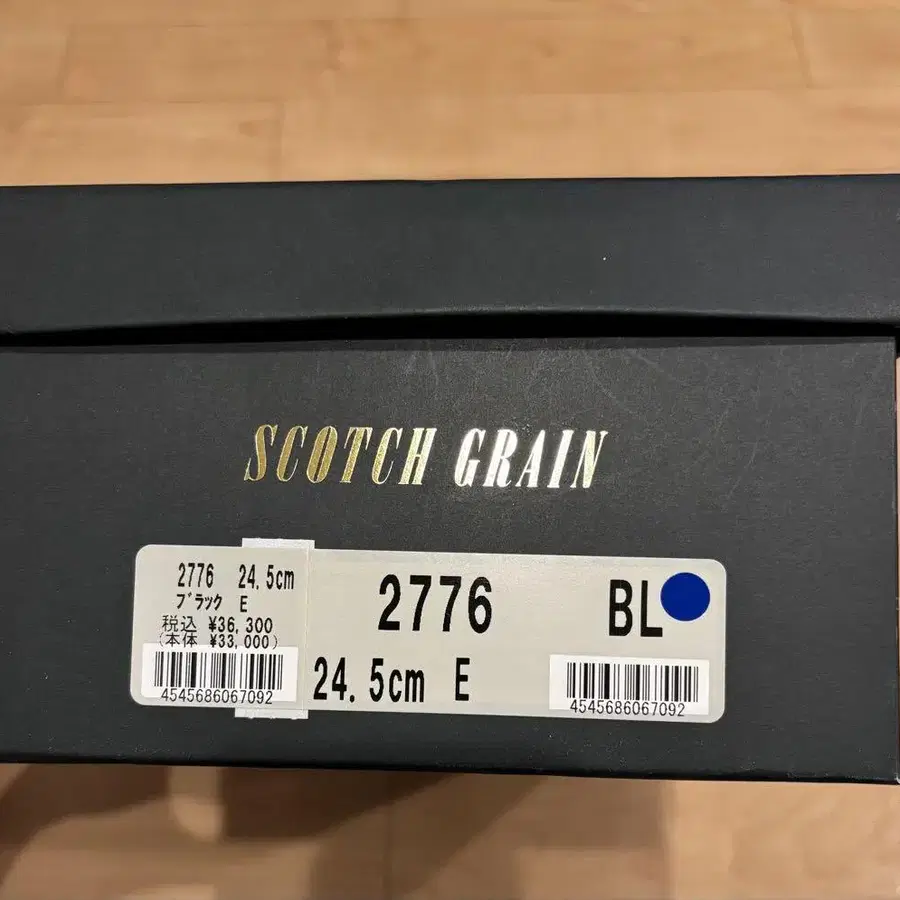 SCOTCH GRAIN
2776 24.5cm
ブラック E
税込 ¥36,300
(本体 ¥33,000)
4545686067092
2776 BL
24.5cm E
4545686067092